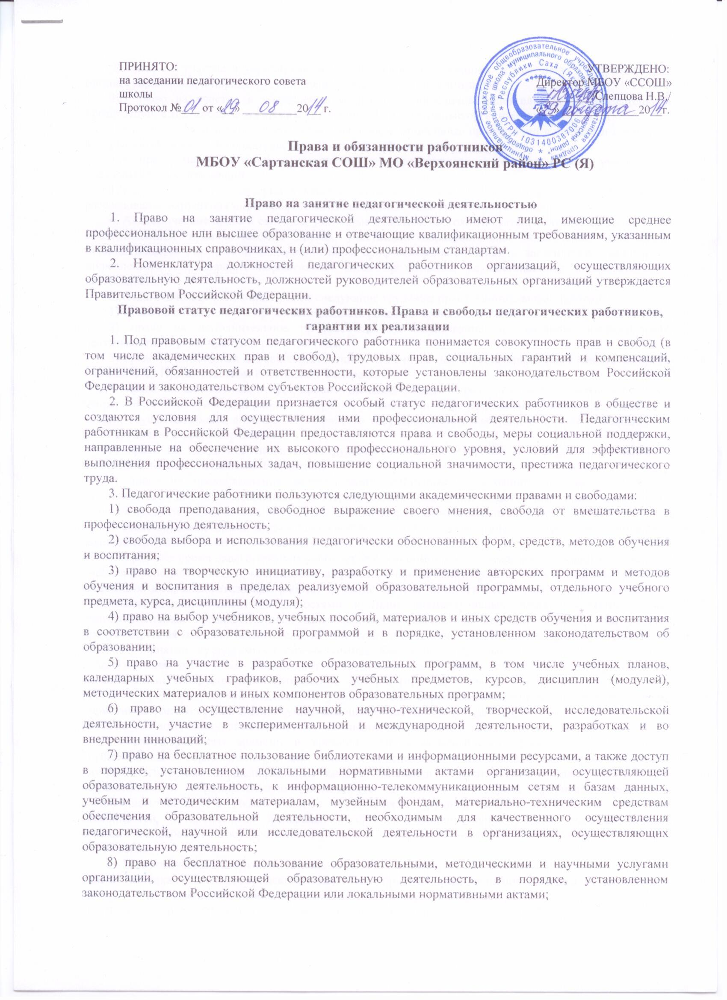 ПРИНЯТО:
на заседании педагогического совета
школы
Протокол № 01 от «29» 08 2014 г.
УТВЕРЖДЕНО:
Директор МБОУ «ССОШ»
/Слепцова Н.В./
«29» августа 2014 г.
Муниципальное бюджетное общеобразовательное учреждение "Сартанская средняя
общеобразовательная школа" муниципального образования "Верхоянский район"
Республики Саха (Якутия)
ОГРН 1031400387006
Права и обязанности работников
МБОУ «Сартанская СОШ» МО «Верхоянский район» РС (Я)
Право на занятие педагогической деятельностью
1. Право на занятие педагогической деятельностью имеют лица, имеющие среднее
профессиональное или высшее образование и отвечающие квалификационным требованиям, указанным
в квалификационных справочниках, и (или) профессиональным стандартам.
2. Номенклатура должностей педагогических работников организаций, осуществляющих
образовательную деятельность, должностей руководителей образовательных организаций утверждается
Правительством Российской Федерации.
Правовой статус педагогических работников. Права и свободы педагогических работников,
гарантии их реализации
1. Под правовым статусом педагогического работника понимается совокупность прав и свобод (в
том числе академических прав и свобод), трудовых прав, социальных гарантий и компенсаций,
ограничений, обязанностей и ответственности, которые установлены законодательством Российской
Федерации и законодательством субъектов Российской Федерации.
2. В Российской Федерации признается особый статус педагогических работников в обществе и
создаются условия для осуществления ими профессиональной деятельности. Педагогическим
работникам в Российской Федерации предоставляются права и свободы, меры социальной поддержки,
направленные на обеспечение их высокого профессионального уровня, условий для эффективного
выполнения профессиональных задач, повышение социальной значимости, престижа педагогического
труда.
3. Педагогические работники пользуются следующими академическими правами и свободами:
1) свобода преподавания, свободное выражение своего мнения, свобода от вмешательства в
профессиональную деятельность;
2) свобода выбора и использования педагогически обоснованных форм, средств, методов обучения
и воспитания;
3) право на творческую инициативу, разработку и применение авторских программ и методов
обучения и воспитания в пределах реализуемой образовательной программы, отдельного учебного
предмета, курса, дисциплины (модуля);
4) право на выбор учебников, учебных пособий, материалов и иных средств обучения и воспитания
в соответствии с образовательной программой и в порядке, установленном законодательством об
образовании;
5) право на участие в разработке образовательных программ, в том числе учебных планов,
календарных учебных графиков, рабочих учебных предметов, курсов, дисциплин (модулей),
методических материалов и иных компонентов образовательных программ;
6) право на осуществление научной, научно-технической, творческой, исследовательской
деятельности, участие в экспериментальной и международной деятельности, разработках и во
внедрении инноваций;
7) право на бесплатное пользование библиотеками и информационными ресурсами, а также доступ
в порядке, установленном локальными нормативными актами организации, осуществляющей
образовательную деятельность, к информационно-телекоммуникационным сетям и базам данных,
учебным и методическим материалам, музейным фондам, материально-техническим средствам
обеспечения образовательной деятельности, необходимым для качественного осуществления
педагогической, научной или исследовательской деятельности в организациях, осуществляющих
образовательную деятельность;
8) право на бесплатное пользование образовательными, методическими и научными услугами
организации, осуществляющей образовательную деятельность, в порядке, установленном
законодательством Российской Федерации или локальными нормативными актами;